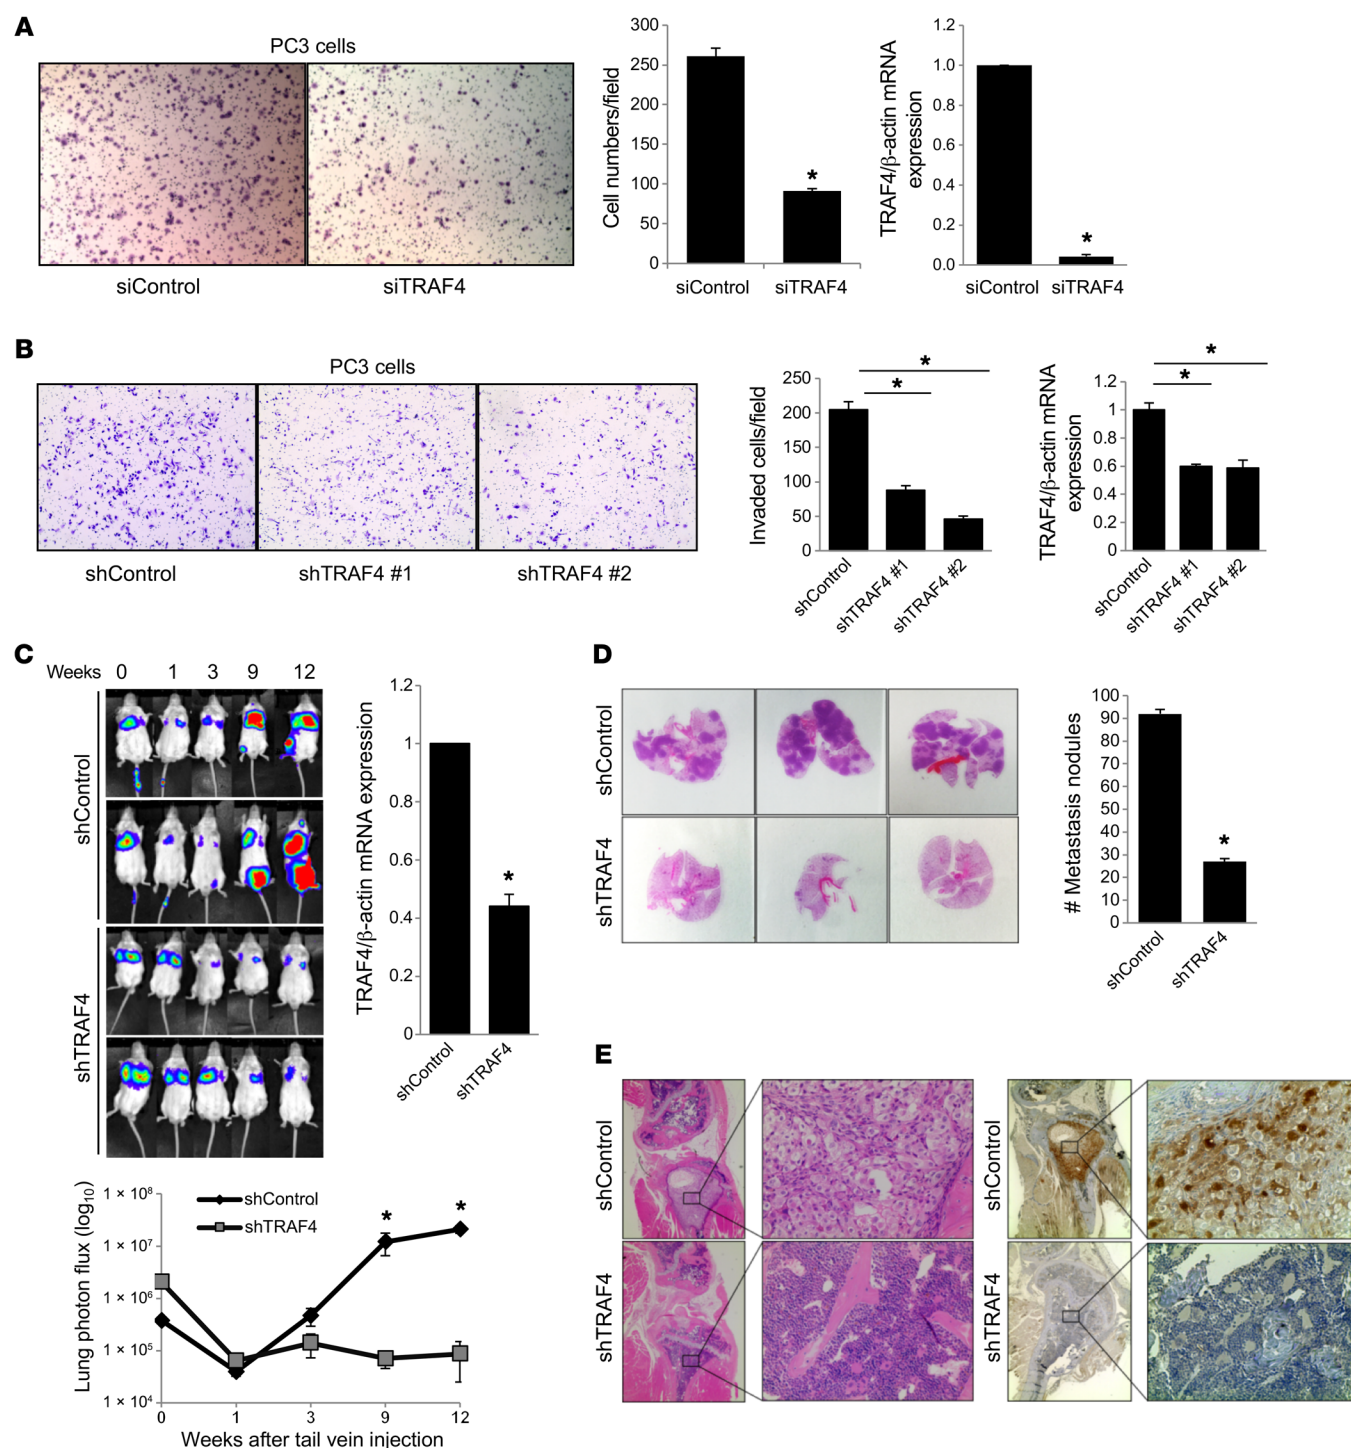 A
PC3 cells
siControl
siTRAF4
Cell numbers/field
300
250
200
150
100
50
0
*
siControl
siTRAF4
TRAF4/β-actin mRNA
expression
1.2
1.0
0.8
0.6
0.4
0.2
0.0
*
siControl
siTRAF4
B
PC3 cells
shControl
shTRAF4 #1
shTRAF4 #2
Invaded cells/field
250
200
150
100
50
0
*
*
shControl
shTRAF4 #1
shTRAF4 #2
TRAF4/β-actin mRNA
expression
1.2
1
0.8
0.6
0.4
0.2
0
*
*
shControl
shTRAF4 #1
shTRAF4 #2
C
Weeks 0 1 3 9 12
shControl
shTRAF4
TRAF4/β-actin mRNA expression
1.2
1
0.8
0.6
0.4
0.2
0
*
shControl
shTRAF4
Lung photon flux (log10)
1 × 10⁸
1 × 10⁷
1 × 10⁶
1 × 10⁵
1 × 10⁴
shControl
shTRAF4
*
*
0 1 3 9 12
Weeks after tail vein injection
D
shControl
shTRAF4
# Metastasis nodules
100
90
80
70
60
50
40
30
20
10
0
*
shControl
shTRAF4
E
shControl
shTRAF4
shControl
shTRAF4